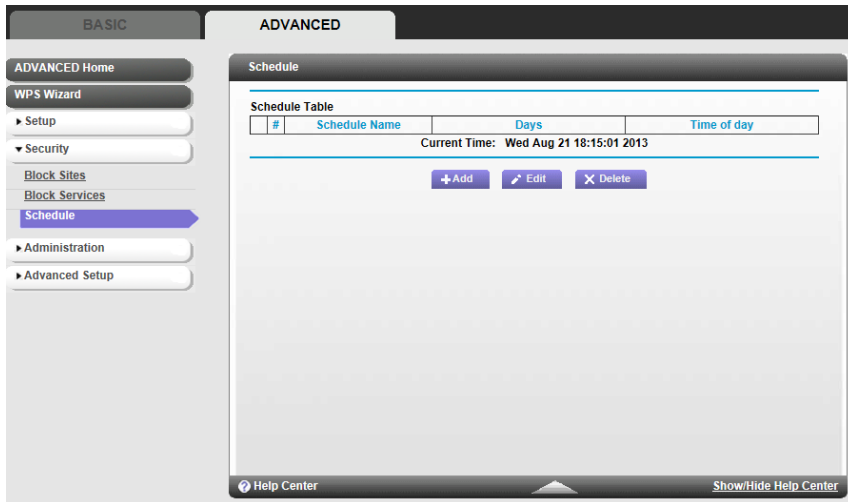 BASIC
ADVANCED
ADVANCED Home
WPS Wizard
Setup
Security
Block Sites
Block Services
Schedule
Administration
Advanced Setup
Schedule
Schedule Table
# Schedule Name Days Time of day
Current Time: Wed Aug 21 18:15:01 2013
Add Edit Delete
Help Center Show/Hide Help Center